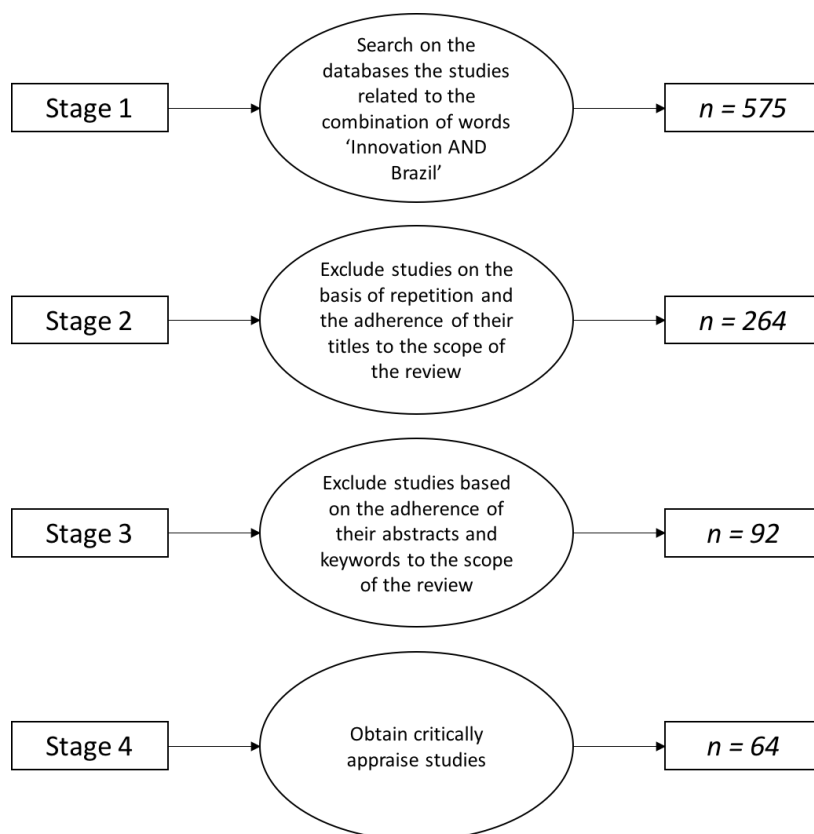 Stage 1
Search on the
databases the studies
related to the
combination of words
‘Innovation AND
Brazil’
n = 575
Stage 2
Exclude studies on the
basis of repetition and
the adherence of their
titles to the scope of
the review
n = 264
Stage 3
Exclude studies based
on the adherence of
their abstracts and
keywords to the scope
of the review
n = 92
Stage 4
Obtain critically
appraise studies
n = 64